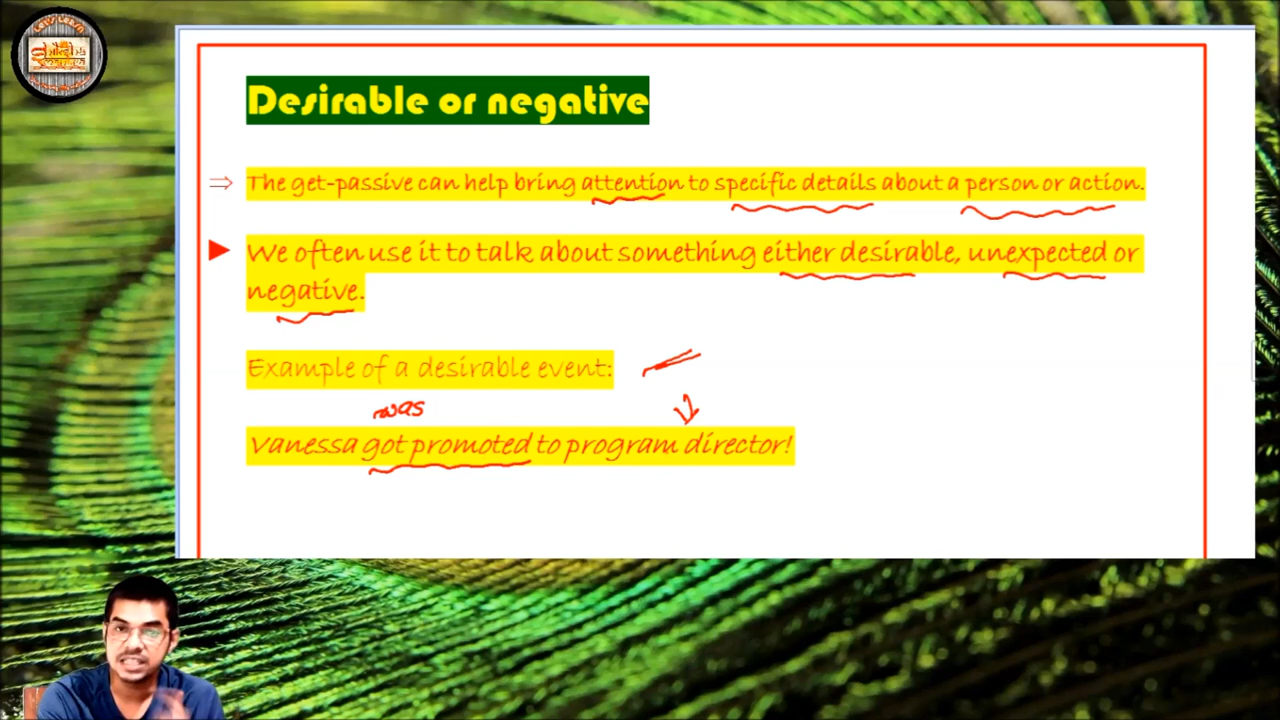 Desirable or negative
⇒ The get-passive can help bring attention to specific details about a person or action.
We often use it to talk about something either desirable, unexpected or
negative.
Example of a desirable event:
was
Vanessa got promoted to program director!